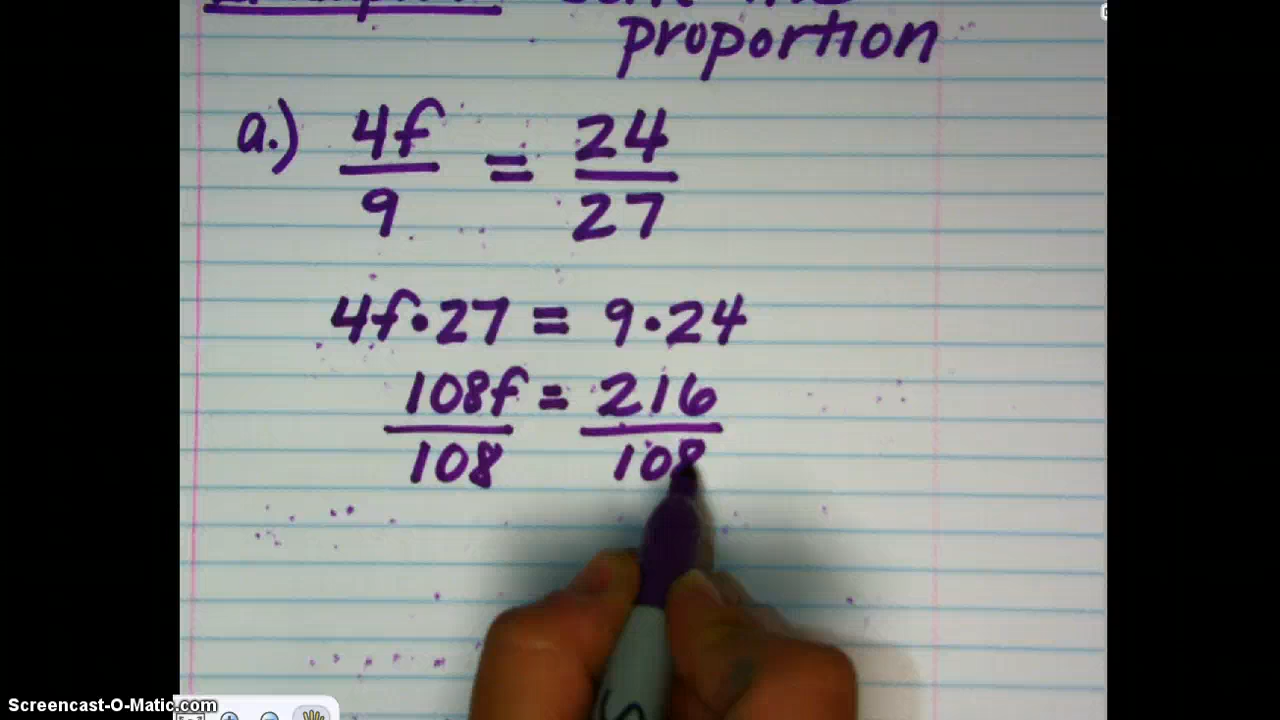 proportion
a.) 4f/9 = 24/27
4f•27 = 9•24
108f/108 = 216/108
Screencast-O-Matic.com